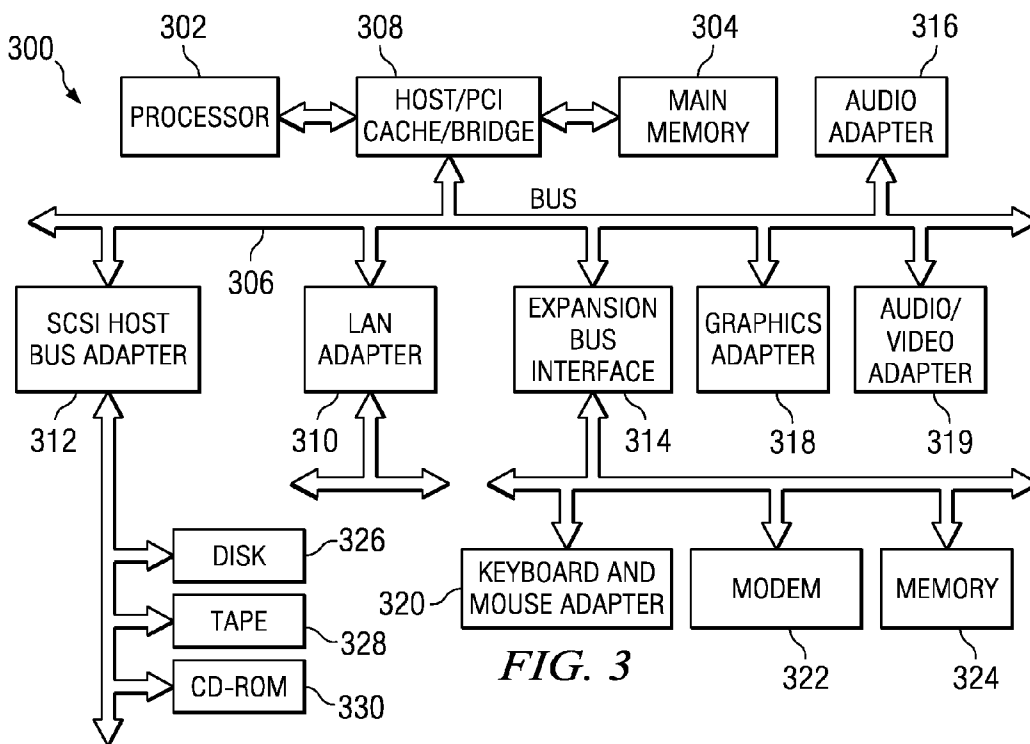 300
302
308
304
316
PROCESSOR
HOST/PCI
CACHE/BRIDGE
MAIN
MEMORY
AUDIO
ADAPTER
BUS
306
SCSI HOST
BUS ADAPTER
LAN
ADAPTER
EXPANSION
BUS
INTERFACE
GRAPHICS
ADAPTER
AUDIO/
VIDEO
ADAPTER
312
310
314
318
319
DISK
326
TAPE
328
CD-ROM
330
320
KEYBOARD AND
MOUSE ADAPTER
MODEM
MEMORY
322
324
FIG. 3